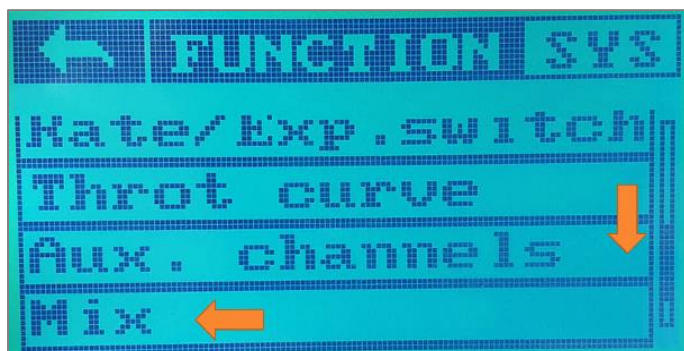 FUNCTION SYS
Rate/Exp.switch
Throt curve
Aux. channels
Mix